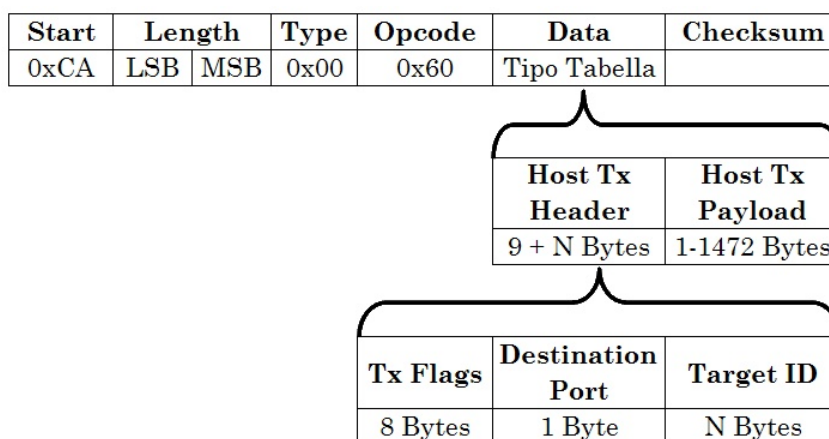 Start Length Type Opcode Data Checksum
0xCA LSB MSB 0x00 0x60 Tipo Tabella
Host Tx Header Host Tx Payload
9 + N Bytes 1-1472 Bytes
Tx Flags Destination Port Target ID
8 Bytes 1 Byte N Bytes